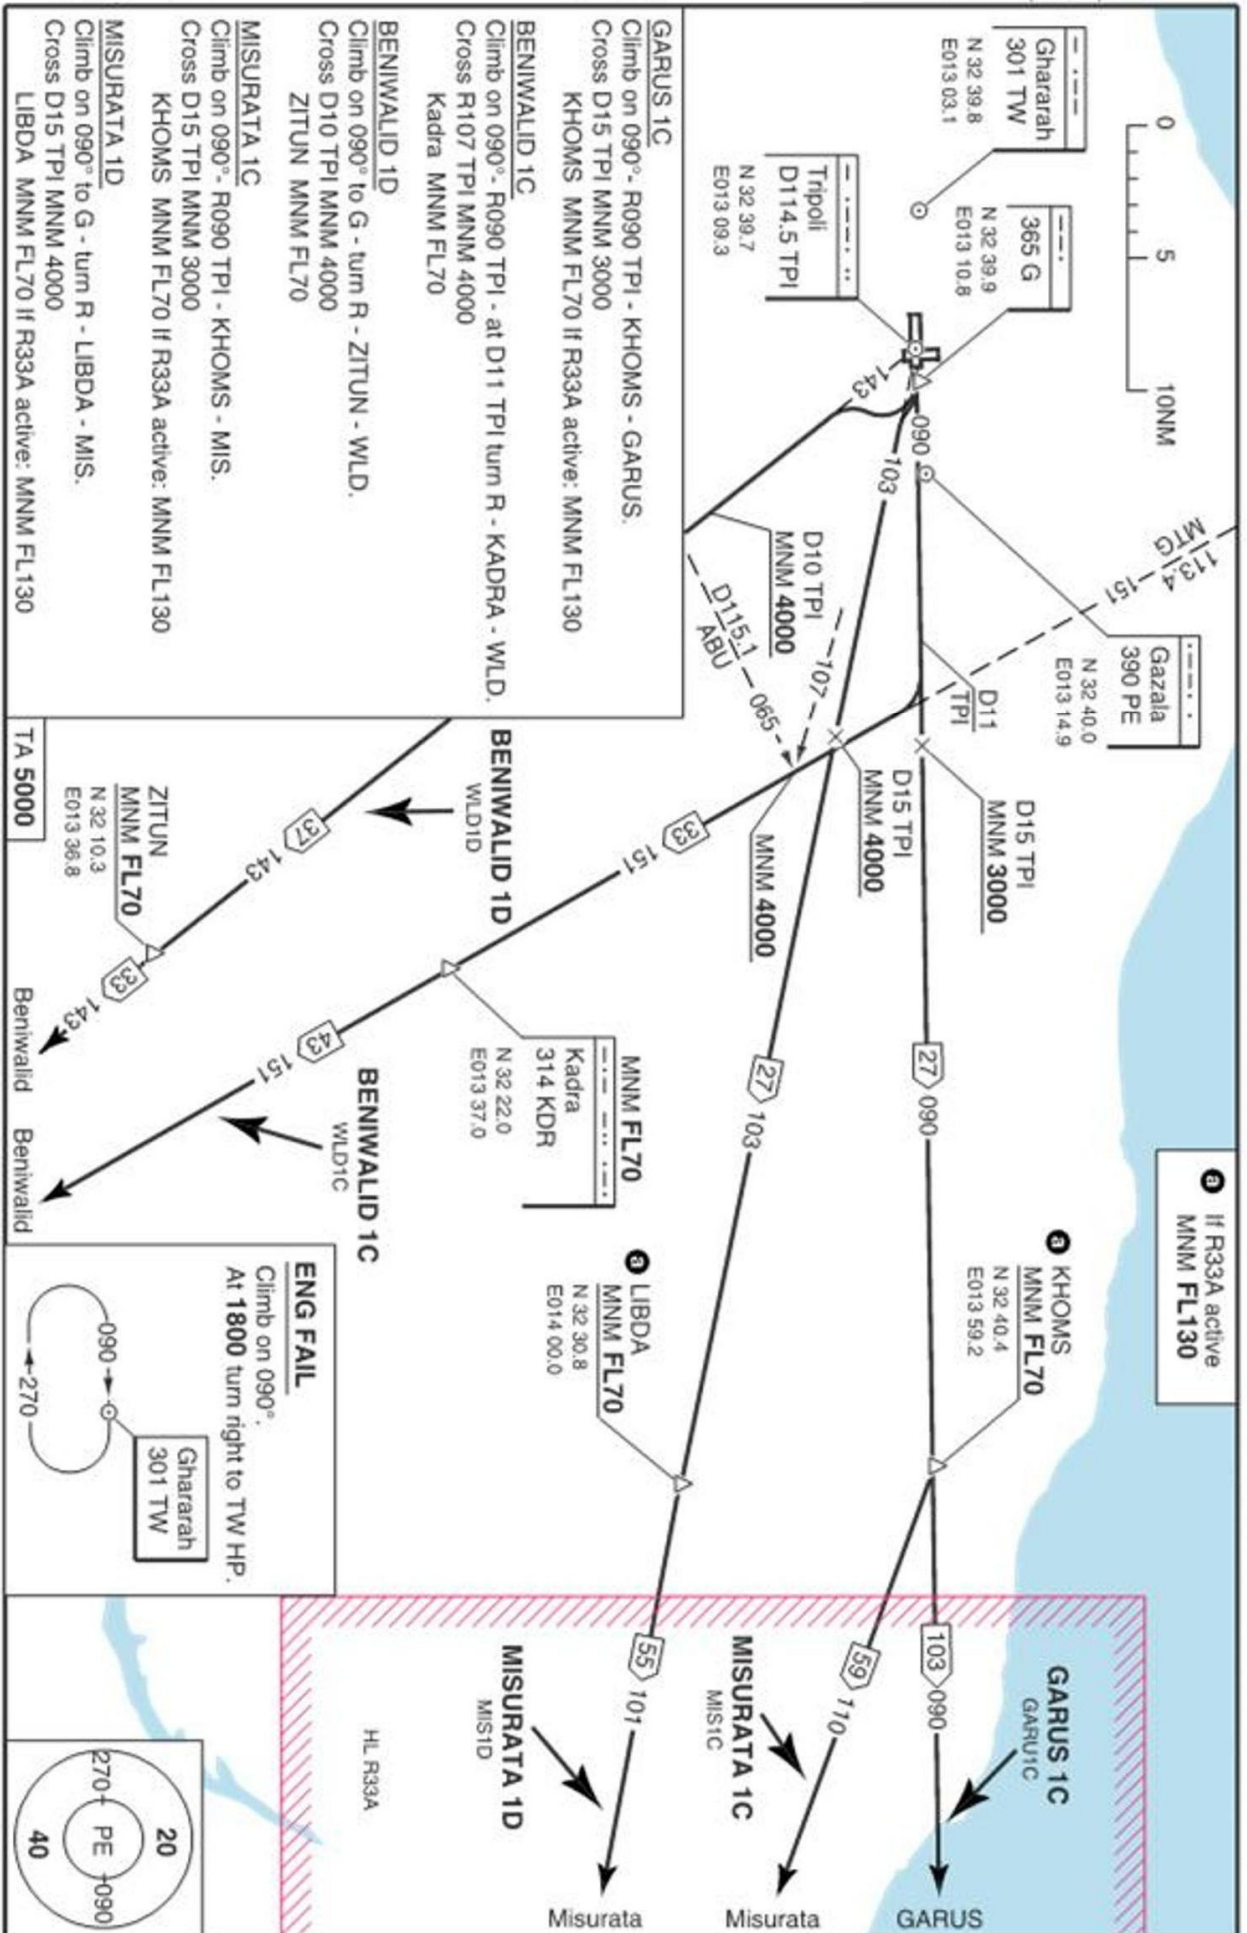 Ghararah
301 TW
N 32 39.8
E013 03.1
0
5
10NM
365 G
N 32 39.9
E013 10.8
Tripoli
D114.5 TPI
N 32 39.7
E013 09.3
143
103
090
MTG
113.4
151
Gazala
390 PE
N 32 40.0
E013 14.9
D11
TPI
D10 TPI
MNM 4000
D115.1
ABU
065
107
D15 TPI
MNM 3000
D15 TPI
MNM 4000
MNM 4000
a If R33A active
MNM FL130
a KHOMS
MNM FL70
N 32 40.4
E013 59.2
27
090
27
103
a LIBDA
MNM FL70
N 32 30.8
E014 00.0
33
151
MNM FL70
Kadra
314 KDR
N 32 22.0
E013 37.0
43
151
BENIWALID 1C
WLD1C
BENIWALID 1D
WLD1D
37
143
ZITUN
MNM FL70
N 32 10.3
E013 36.8
33
143
Beniwalid
Beniwalid
GARUS 1C
GARU1C
103
090
GARUS
MISURATA 1C
MIS1C
59
110
Misurata
MISURATA 1D
MIS1D
55
101
Misurata
HL R33A
GARUS 1C
Climb on 090°- R090 TPI - KHOMS - GARUS.
Cross D15 TPI MNM 3000
KHOMS MNM FL70 If R33A active: MNM FL130
BENIWALID 1C
Climb on 090°- R090 TPI - at D11 TPI turn R - KADRA - WLD.
Cross R107 TPI MNM 4000
Kadra MNM FL70
BENIWALID 1D
Climb on 090° to G - turn R - ZITUN - WLD.
Cross D10 TPI MNM 4000
ZITUN MNM FL70
MISURATA 1C
Climb on 090°- R090 TPI - KHOMS - MIS.
Cross D15 TPI MNM 3000
KHOMS MNM FL70 If R33A active: MNM FL130
MISURATA 1D
Climb on 090° to G - turn R - LIBDA - MIS.
Cross D15 TPI MNM 4000
LIBDA MNM FL70 If R33A active: MNM FL130
TA 5000
ENG FAIL
Climb on 090°.
At 1800 turn right to TW HP.
090
270
Ghararah
301 TW
20
270
PE
090
40